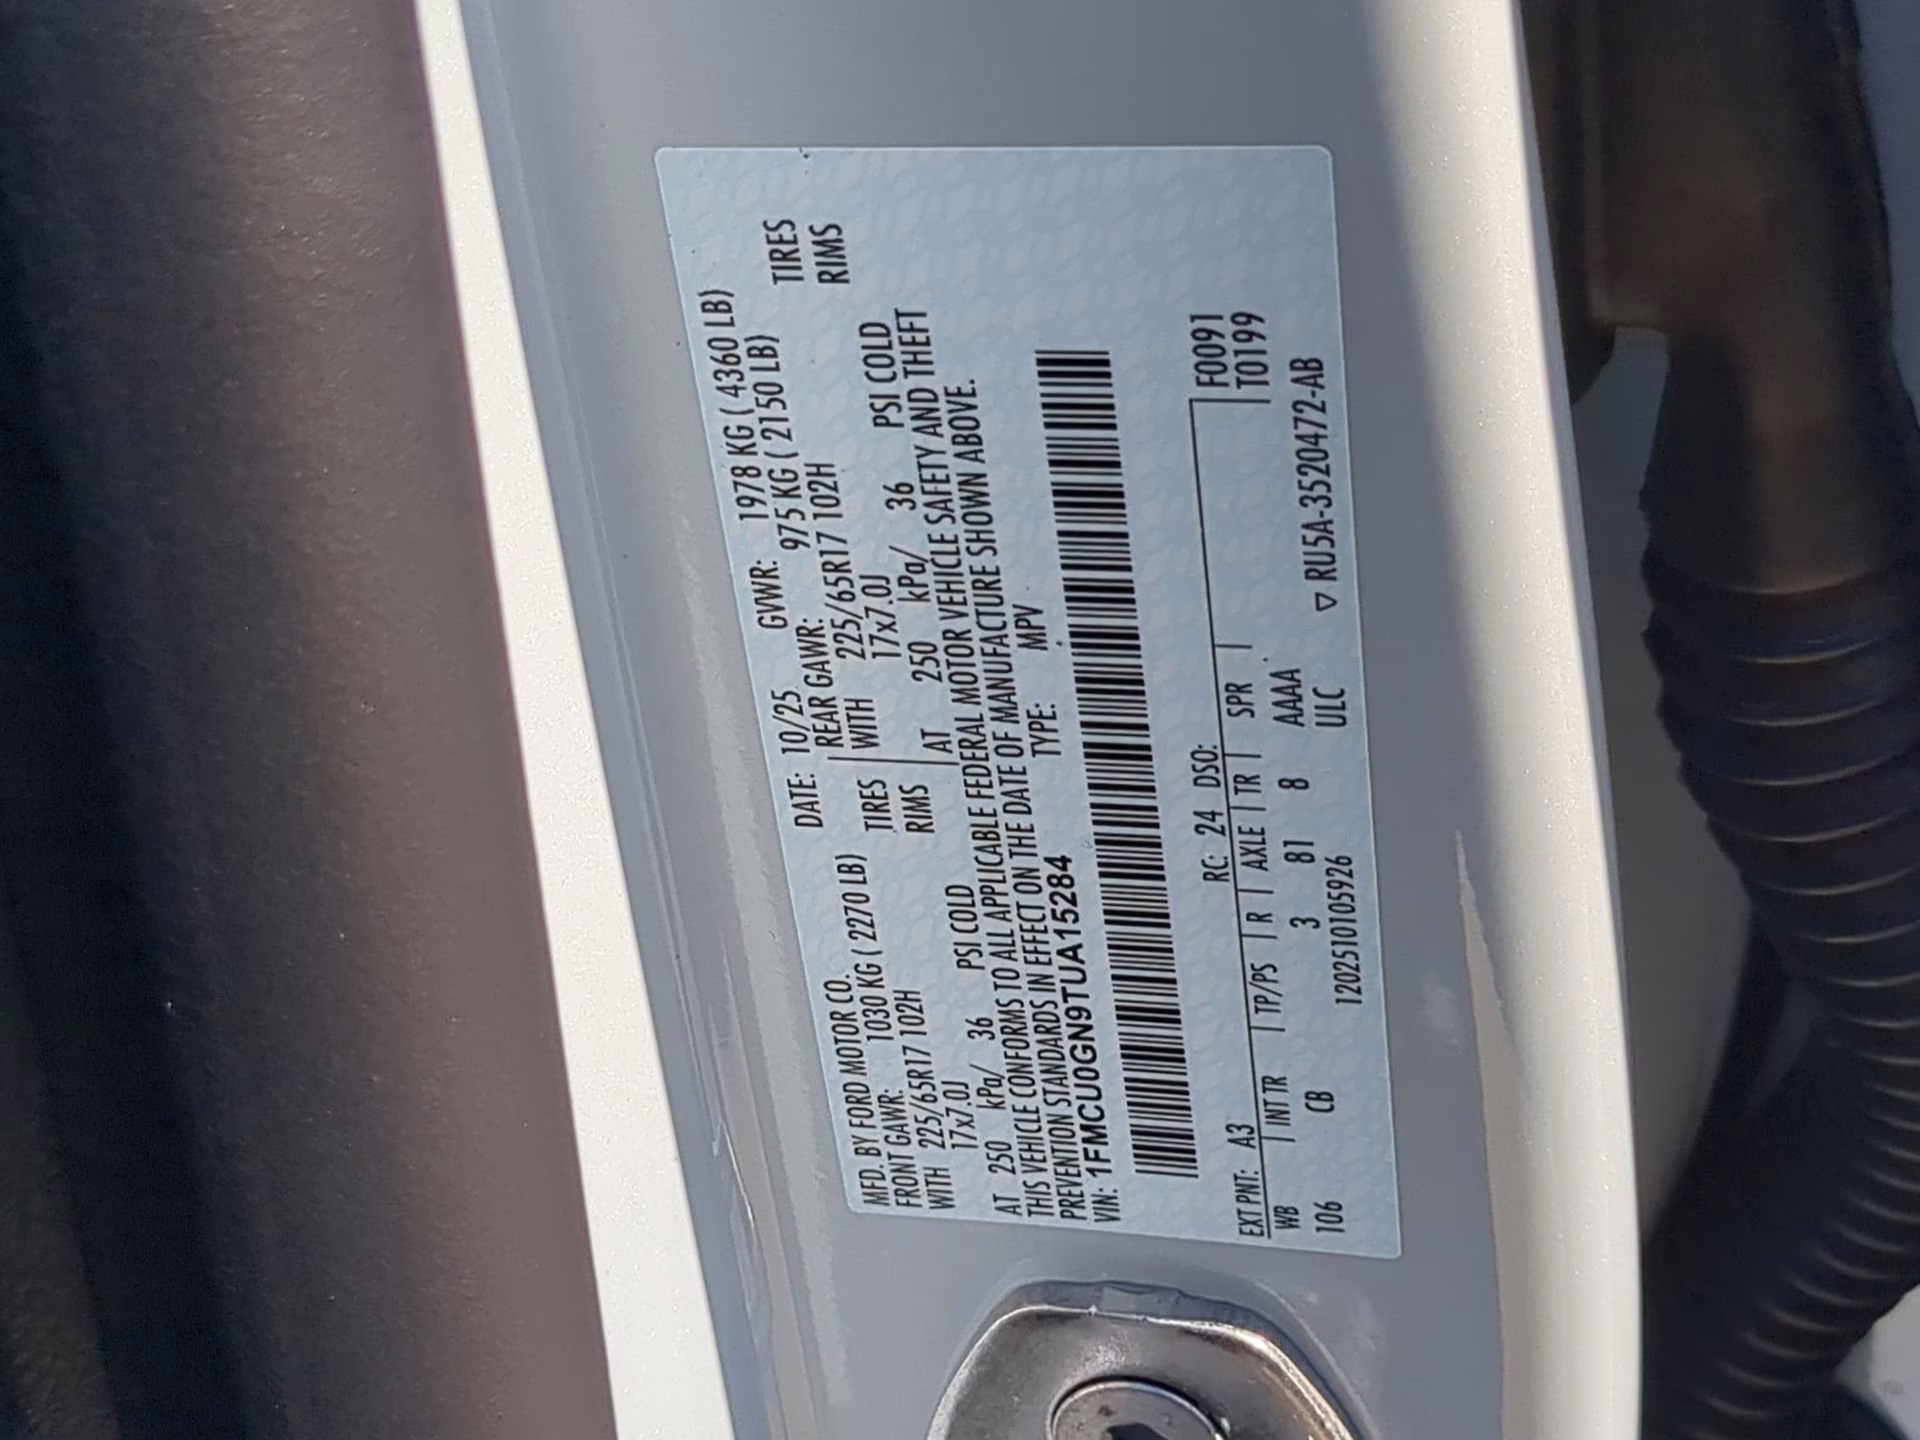 MFD. BY FORD MOTOR CO.
DATE: 10/25 GVWR: 1978 KG ( 4360 LB)
FRONT GAWR: 1030 KG ( 2270 LB) REAR GAWR: 975 KG ( 2150 LB)
WITH 225/65R17 102H TIRES WITH 225/65R17 102H TIRES
17x7.0J RIMS 17x7.0J RIMS
AT 250 kPa/ 36 PSI COLD AT 250 kPa/ 36 PSI COLD
THIS VEHICLE CONFORMS TO ALL APPLICABLE FEDERAL MOTOR VEHICLE SAFETY AND THEFT
PREVENTION STANDARDS IN EFFECT ON THE DATE OF MANUFACTURE SHOWN ABOVE.
VIN: 1FMCU0GN9TUA15284 TYPE: MPV
EXT PNT: A3 RC: 24 DSO: F0091
WB INT TR TP/PS R AXLE TR SPR T0199
106 CB 3 81 8 AAAA
1202510105926 ULC ▽ RU5A-3520472-AB